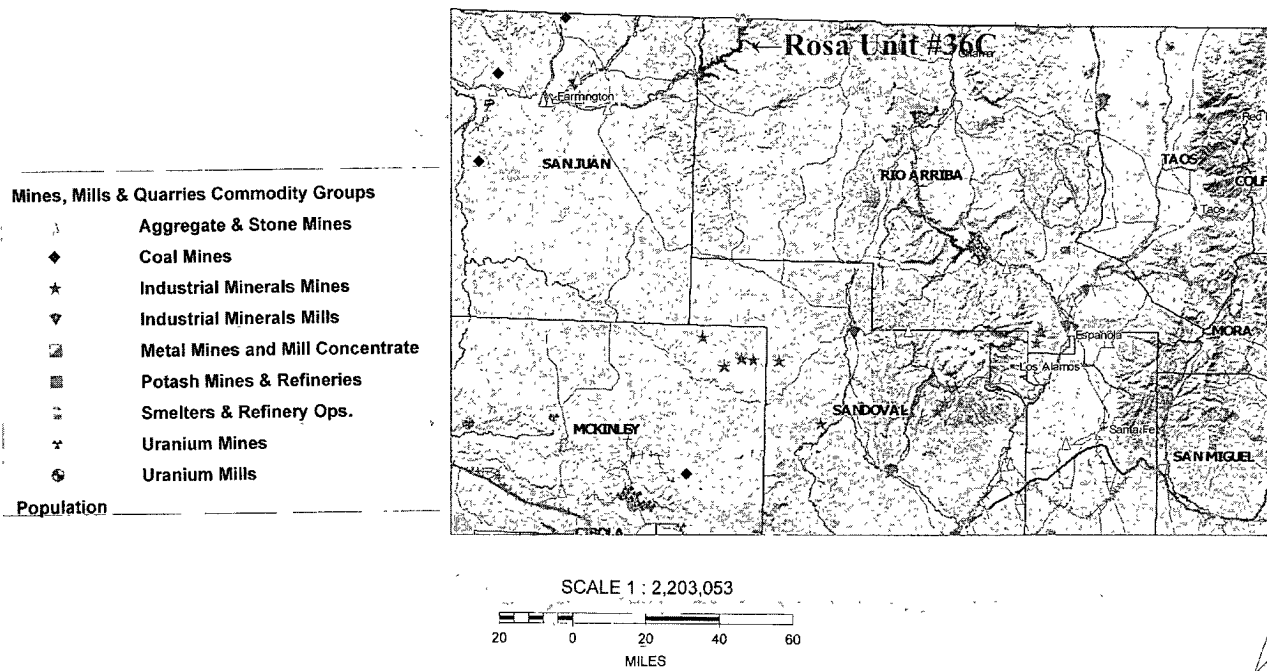 Rosa Unit #36C
Farmington
SAN JUAN
RIO ARRIBA
TAOS
COLF
Taos
Mines, Mills & Quarries Commodity Groups
Aggregate & Stone Mines
Coal Mines
Industrial Minerals Mines
Industrial Minerals Mills
Metal Mines and Mill Concentrate
Potash Mines & Refineries
Smelters & Refinery Ops.
Uranium Mines
Uranium Mills
Population
Española
MORA
Los Alamos
SANDOVAL
MCKINLEY
Santa Fe
SAN MIGUEL
CIBOLA
SCALE 1 : 2,203,053
20 0 20 40 60
MILES